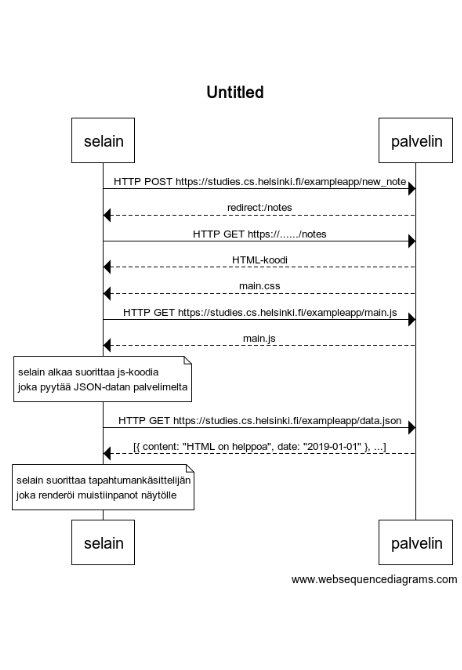 Untitled
selain
palvelin
HTTP POST https://studies.cs.helsinki.fi/exampleapp/new_note
redirect:/notes
HTTP GET https://....../notes
HTML-koodi
main.css
HTTP GET https://studies.cs.helsinki.fi/exampleapp/main.js
main.js
selain alkaa suorittaa js-koodia
joka pyytää JSON-datan palvelimelta
HTTP GET https://studies.cs.helsinki.fi/exampleapp/data.json
[{ content: "HTML on helppoa", date: "2019-01-01" }, ...]
selain suorittaa tapahtumankäsittelijän
joka renderöi muistiinpanot näytölle
selain
palvelin
www.websequencediagrams.com